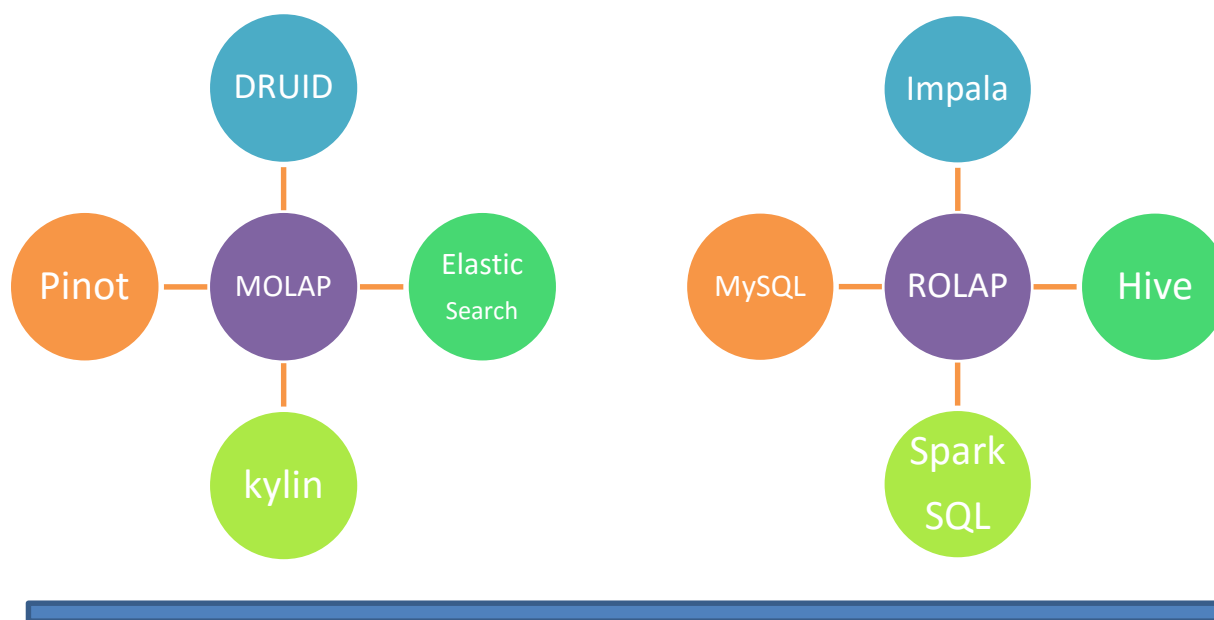 DRUID
Pinot
MOLAP
Elastic
Search
kylin
Impala
MySQL
ROLAP
Hive
Spark
SQL